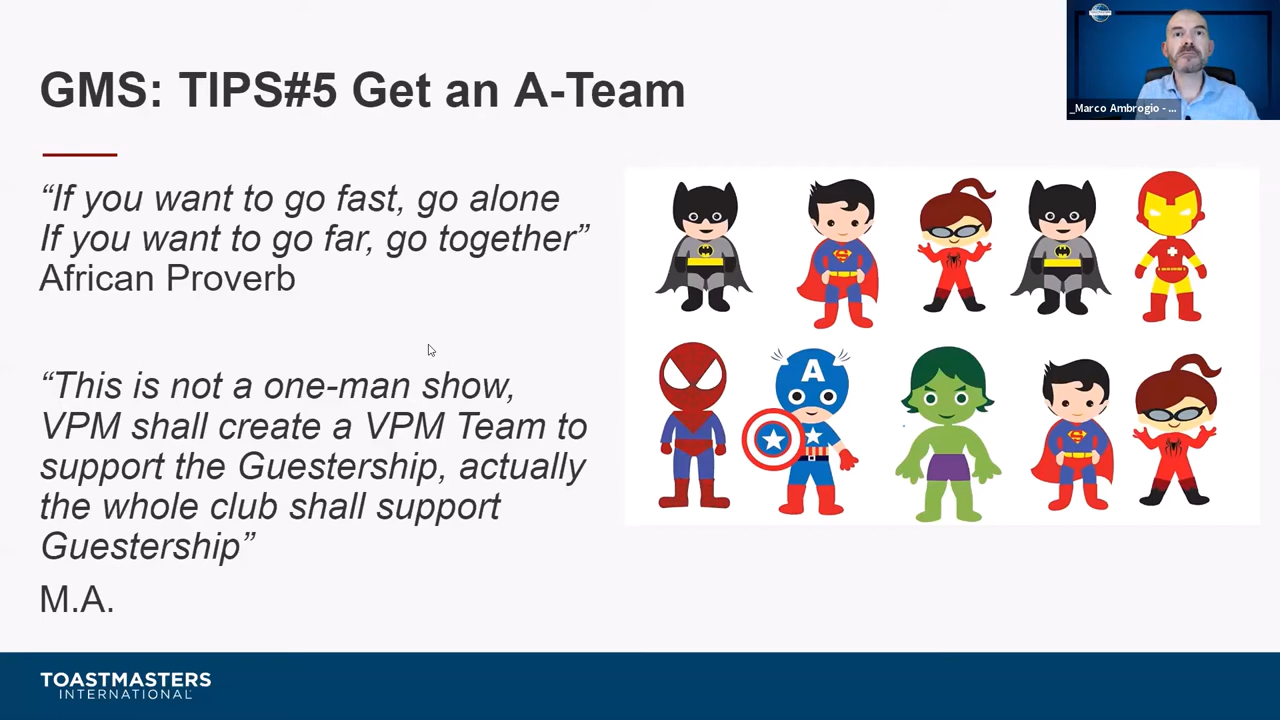 GMS: TIPS#5 Get an A-Team
“If you want to go fast, go alone
If you want to go far, go together”
African Proverb
“This is not a one-man show,
VPM shall create a VPM Team to
support the Guestership, actually
the whole club shall support
Guestership”
M.A.
TOASTMASTERS
INTERNATIONAL
_Marco Ambrogio - ...
A
TOASTMASTERS